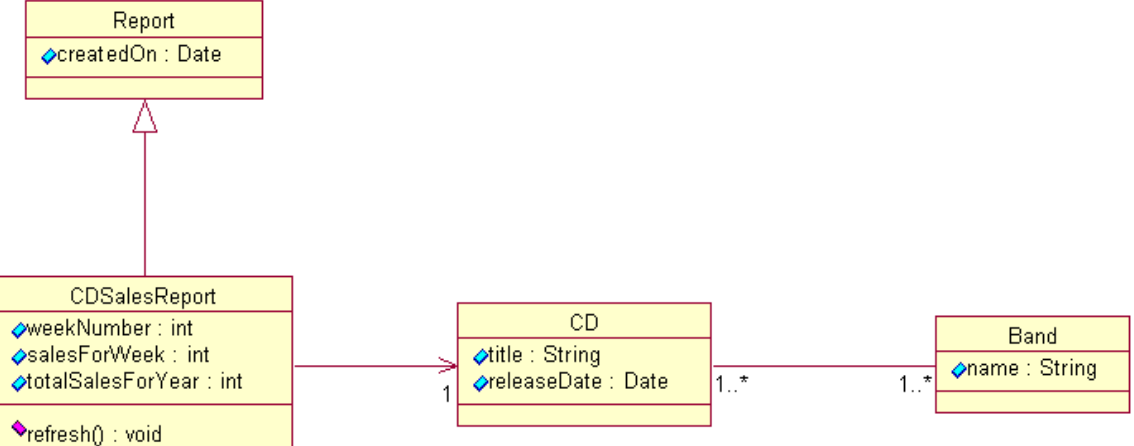 Report
createdOn : Date
CDSalesReport
weekNumber : int
salesForWeek : int
totalSalesForYear : int
refresh() : void
1
CD
title : String
releaseDate : Date
1..*
1..*
Band
name : String